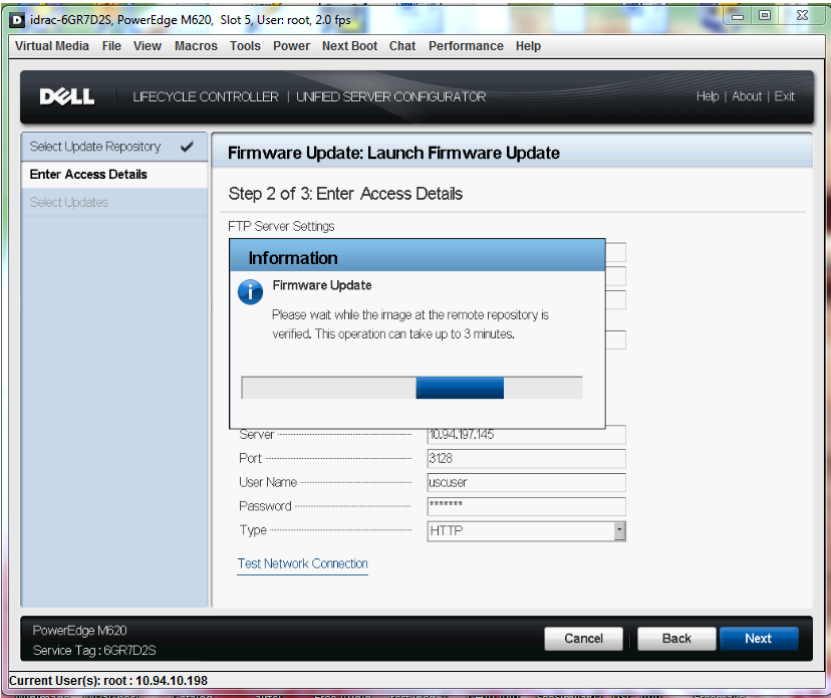 idrac-6GR7D2S, PowerEdge M620, Slot 5, User: root, 2.0 fps
Virtual Media File View Macros Tools Power Next Boot Chat Performance Help
DELL LIFECYCLE CONTROLLER | UNIFIED SERVER CONFIGURATOR Help | About | Exit
Select Update Repository
Enter Access Details
Select Updates
Firmware Update: Launch Firmware Update
Step 2 of 3: Enter Access Details
FTP Server Settings
Information
Firmware Update
Please wait while the image at the remote repository is
verified. This operation can take up to 3 minutes.
Server 10.94.197.145
Port 3128
User Name uscuser
Password *******
Type HTTP
Test Network Connection
PowerEdge M620
Service Tag : 6GR7D2S
Cancel Back Next
Current User(s): root : 10.94.10.198